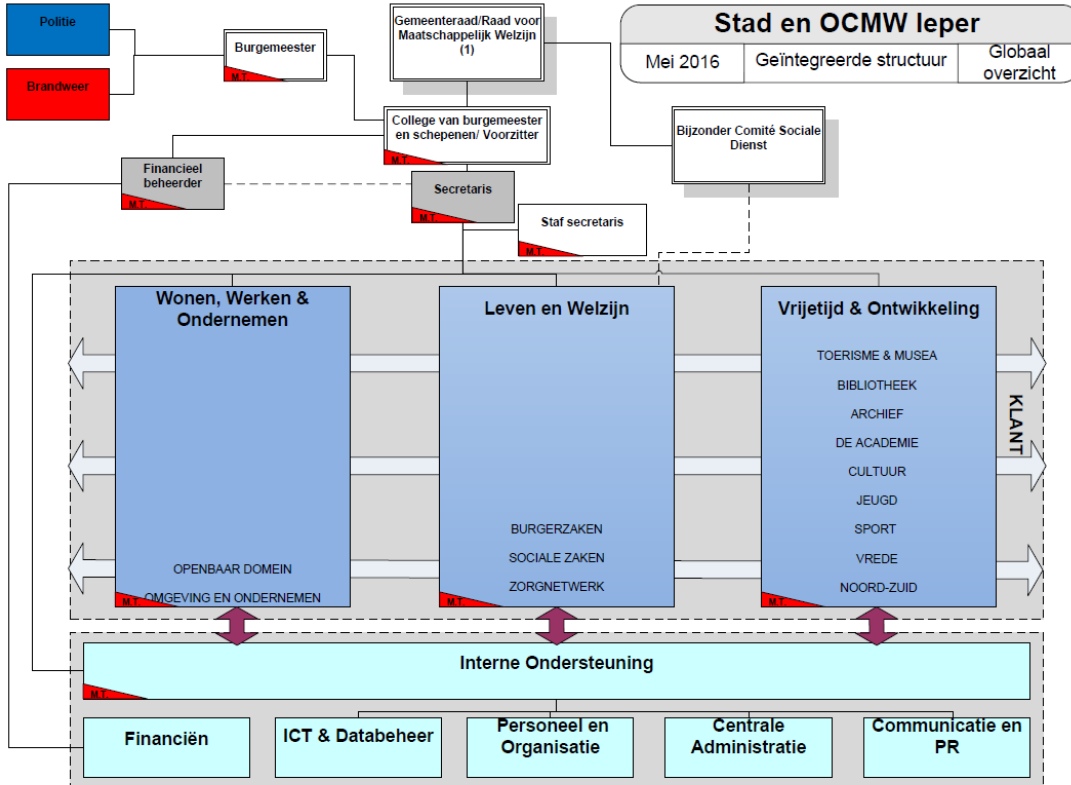 Politie
Brandweer
Burgemeester
M.T.
Gemeenteraad/Raad voor
Maatschappelijk Welzijn
(1)
Stad en OCMW Ieper
Mei 2016
Geïntegreerde structuur
Globaal
overzicht
College van burgemeester
en schepenen/ Voorzitter
M.T.
Bijzonder Comité Sociale
Dienst
Financieel
beheerder
M.T.
Secretaris
M.T.
Staf secretaris
M.T.
Wonen, Werken &
Ondernemen
OPENBAAR DOMEIN
OMGEVING EN ONDERNEMEN
M.T.
Leven en Welzijn
BURGERZAKEN
SOCIALE ZAKEN
ZORGNETWERK
M.T.
Vrijetijd & Ontwikkeling
TOERISME & MUSEA
BIBLIOTHEEK
ARCHIEF
DE ACADEMIE
CULTUUR
JEUGD
SPORT
VREDE
NOORD-ZUID
M.T.
KLANT
Interne Ondersteuning
M.T.
Financiën
ICT & Databeheer
Personeel en
Organisatie
Centrale
Administratie
Communicatie en
PR